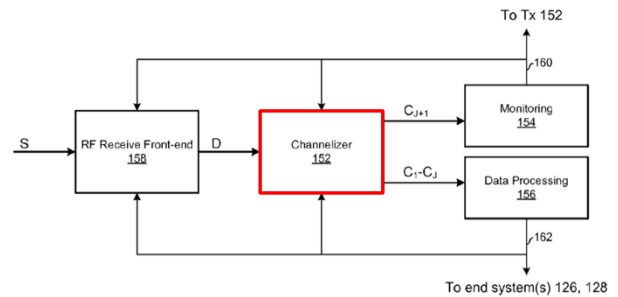 To Tx 152
160
C_J+1
Monitoring
154
S
RF Receive Front-end
158
D
Channelizer
152
C_1-C_J
Data Processing
156
162
To end system(s) 126, 128